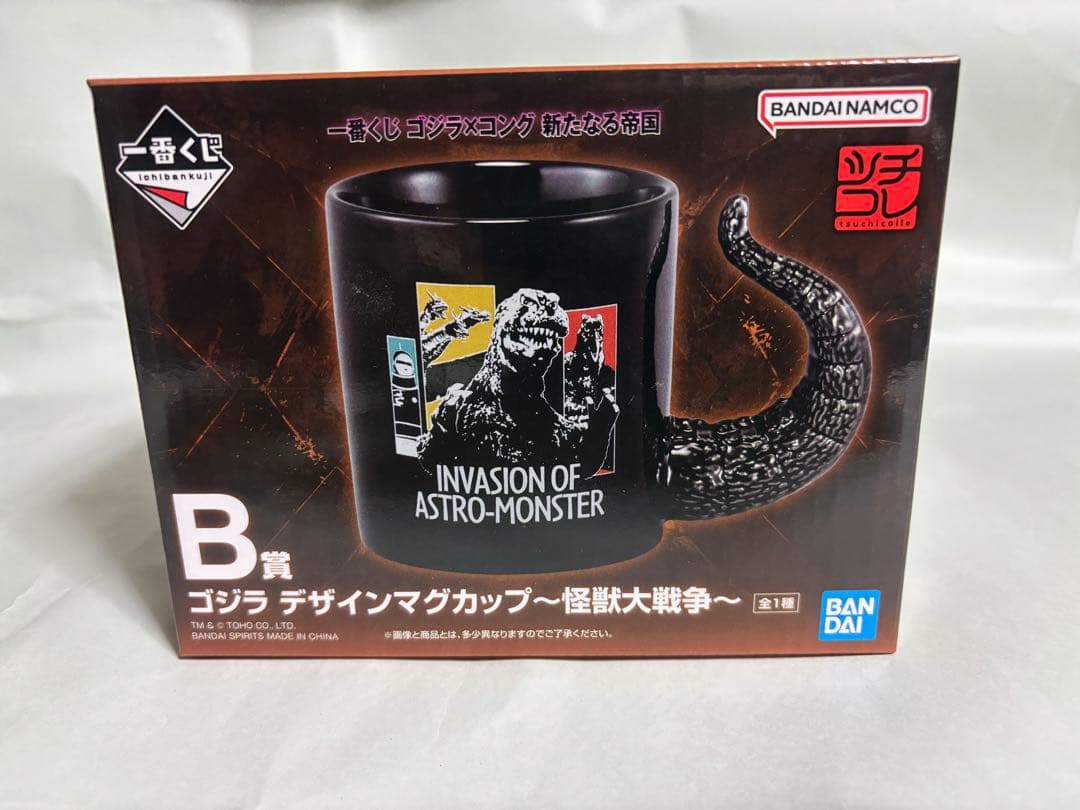 一番くじ
ichibankuji
一番くじ ゴジラ×コング 新たなる帝国
BANDAI NAMCO
ツチ
コレ
tsuchicolle
INVASION OF
ASTRO-MONSTER
B賞
ゴジラ デザインマグカップ～怪獣大戦争～ 全1種
TM & © TOHO CO., LTD.
BANDAI SPIRITS MADE IN CHINA
※画像と商品とは、多少異なりますのでご了承ください。
BAN
DAI